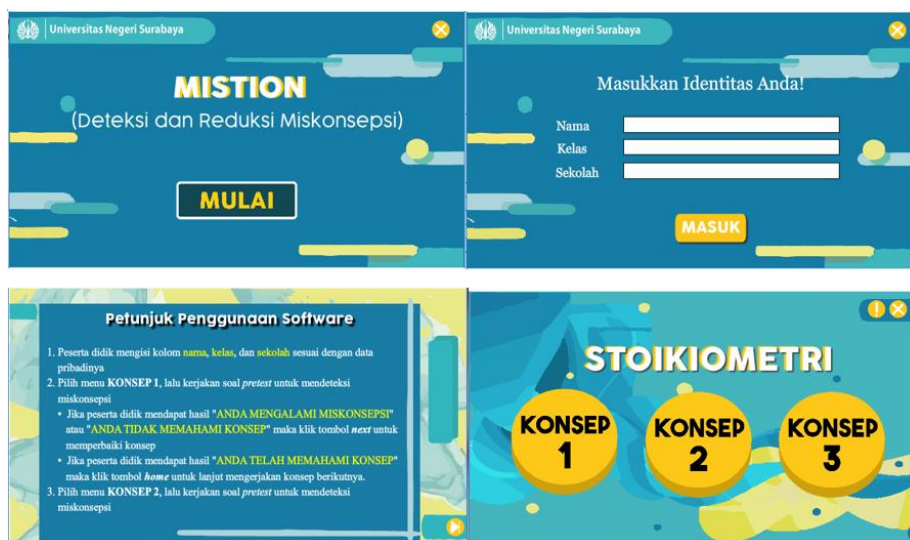 Universitas Negeri Surabaya
MISTION
(Deteksi dan Reduksi Miskonsepsi)
MULAI
Universitas Negeri Surabaya
Masukkan Identitas Anda!
Nama
Kelas
Sekolah
MASUK
Petunjuk Penggunaan Software
1. Peserta didik mengisi kolom nama, kelas, dan sekolah sesuai dengan data
pribadinya
2. Pilih menu KONSEP 1, lalu kerjakan soal pretest untuk mendeteksi
miskonsepsi
• Jika peserta didik mendapat hasil "ANDA MENGALAMI MISKONSEPSI"
atau "ANDA TIDAK MEMAHAMI KONSEP" maka klik tombol next untuk
memperbaiki konsep
• Jika peserta didik mendapat hasil "ANDA TELAH MEMAHAMI KONSEP"
maka klik tombol home untuk lanjut mengerjakan konsep berikutnya.
3. Pilih menu KONSEP 2, lalu kerjakan soal pretest untuk mendeteksi
miskonsepsi
!
STOIKIOMETRI
KONSEP
1
KONSEP
2
KONSEP
3